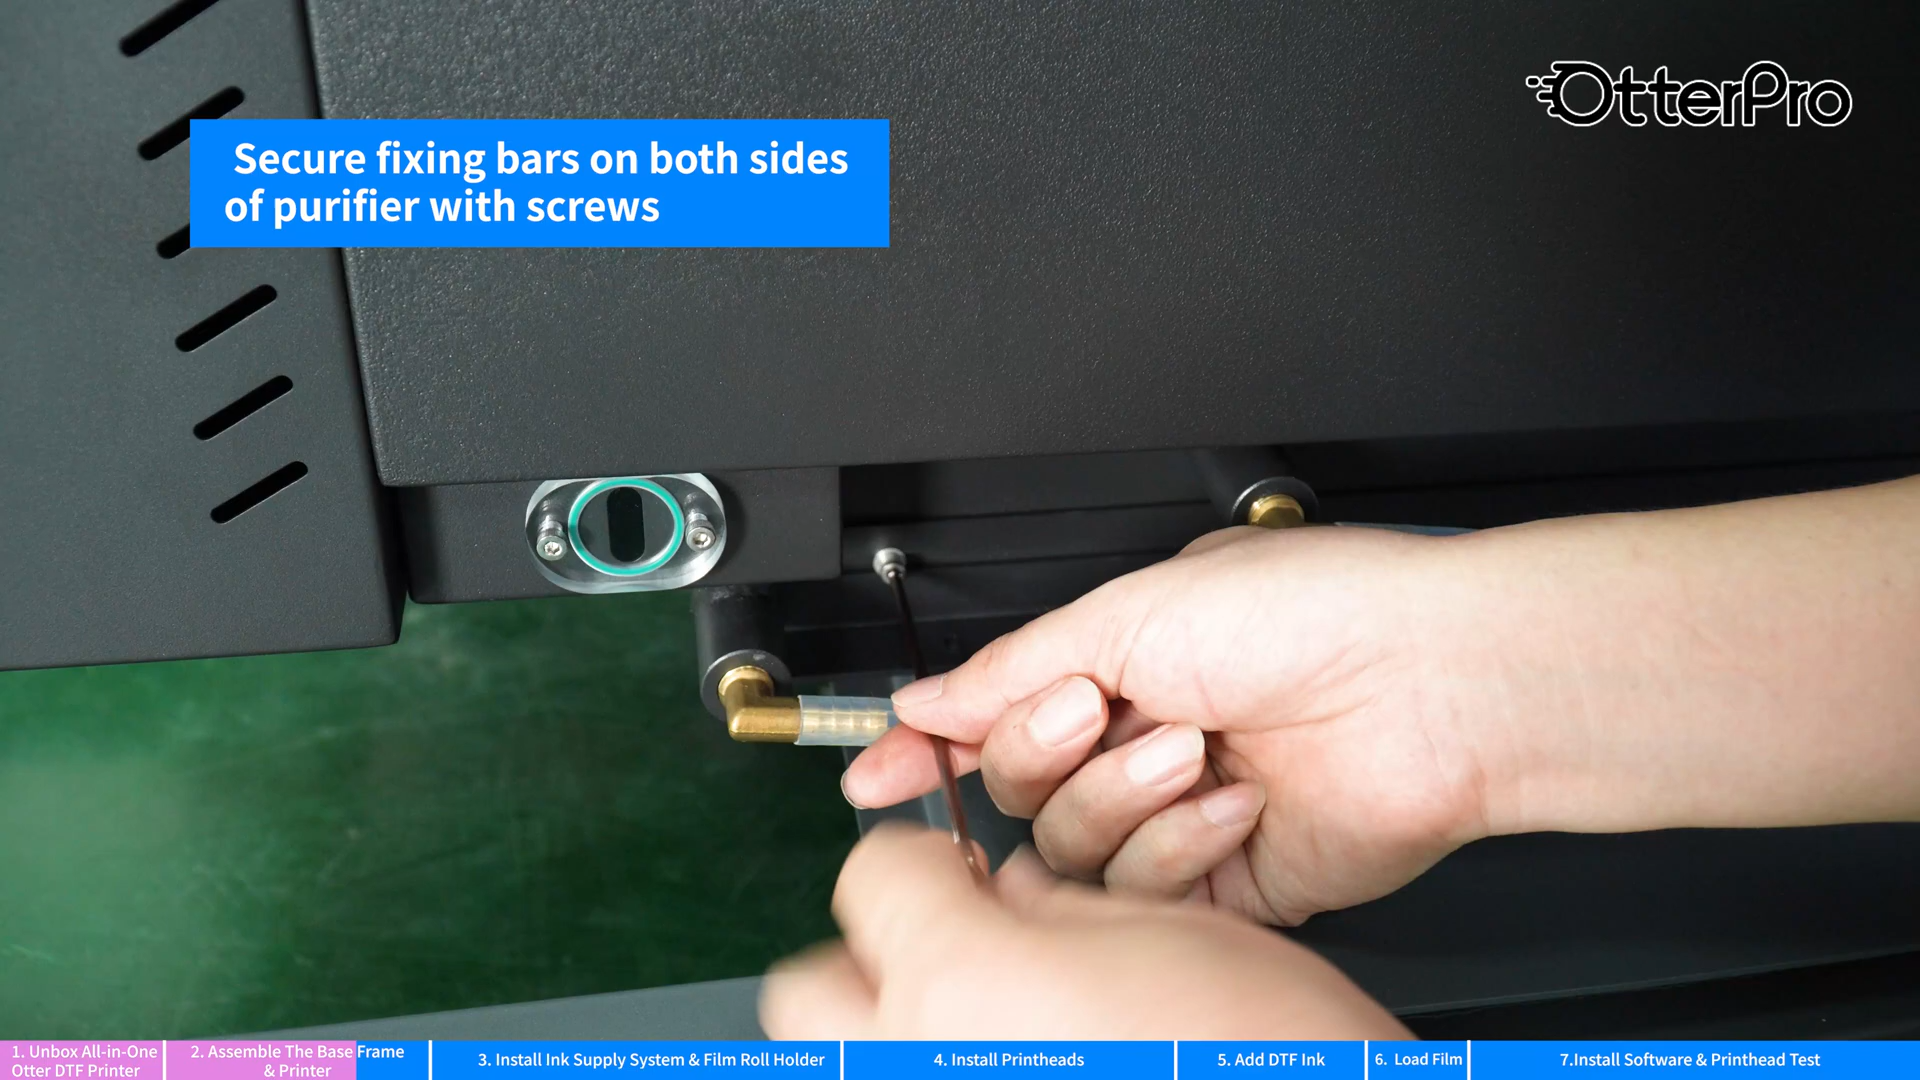 OtterPro
Secure fixing bars on both sides
of purifier with screws
1. Unbox All-in-One
Otter DTF Printer
2. Assemble The Base Frame
& Printer
3. Install Ink Supply System & Film Roll Holder
4. Install Printheads
5. Add DTF Ink
6. Load Film
7.Install Software & Printhead Test